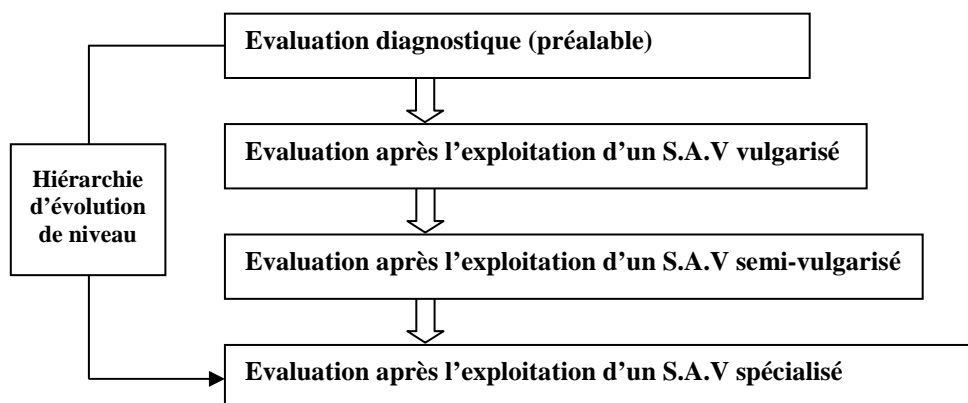 Evaluation diagnostique (préalable)
Evaluation après l’exploitation d’un S.A.V vulgarisé
Hiérarchie
d’évolution
de niveau
Evaluation après l’exploitation d’un S.A.V semi-vulgarisé
Evaluation après l’exploitation d’un S.A.V spécialisé